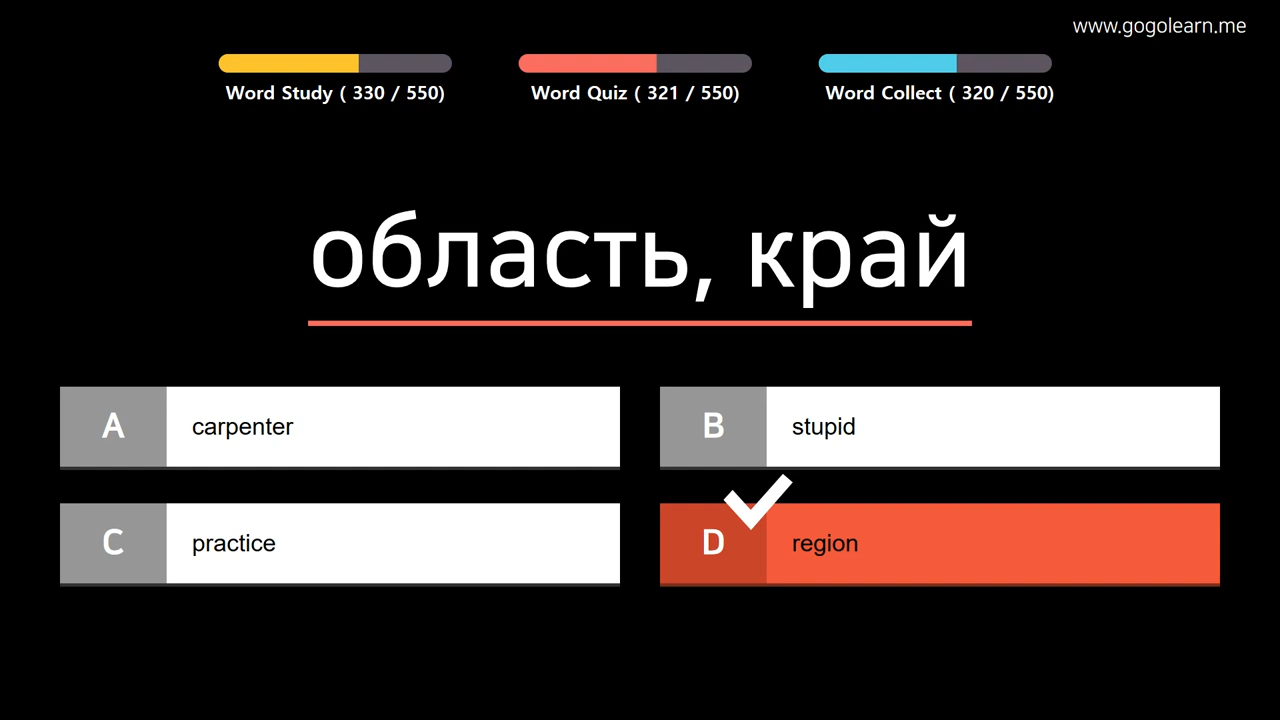 www.gogolearn.me
Word Study ( 330 / 550)
Word Quiz ( 321 / 550)
Word Collect ( 320 / 550)
область, край
A carpenter
B stupid
C practice
D region